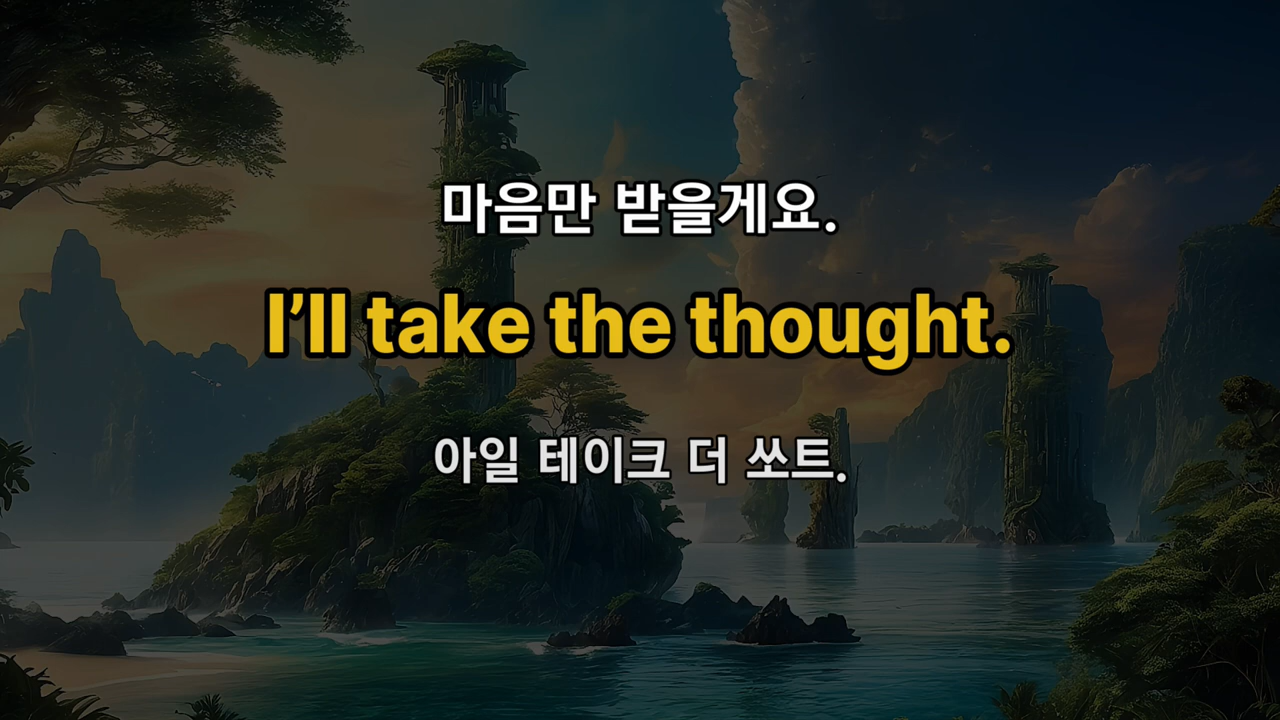 마음만 받을게요.
I’ll take the thought.
아일 테이크 더 쏘트.